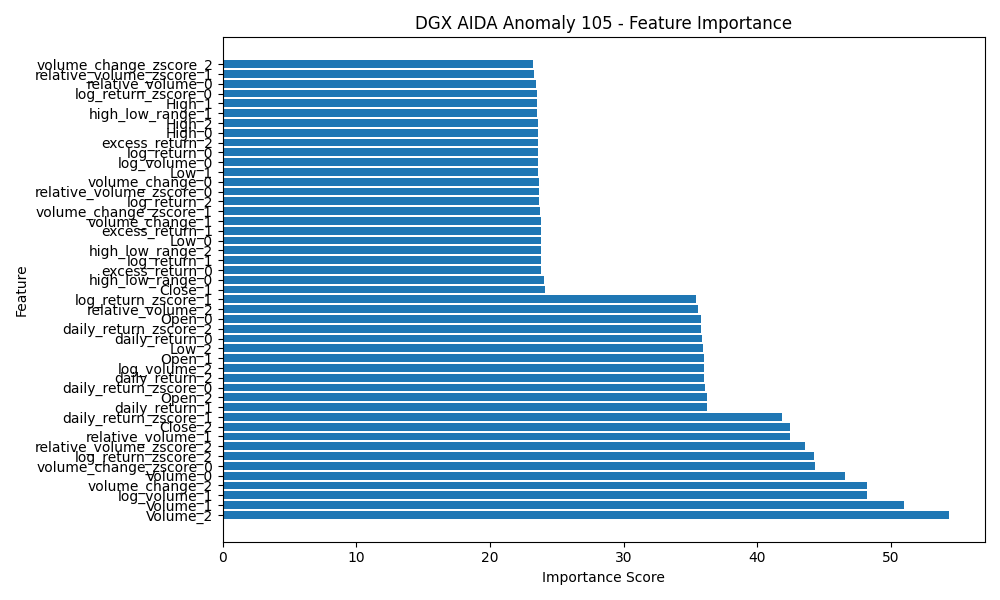 DGX AIDA Anomaly 105 - Feature Importance
volume_change_zscore_2
relative_volume_zscore_1
relative_volume_0
log_return_zscore_0
High_1
high_low_range_1
High_2
High_0
excess_return_2
log_return_0
log_volume_0
Low_1
volume_change_0
relative_volume_zscore_0
log_return_2
volume_change_zscore_1
volume_change_1
excess_return_1
Low_0
high_low_range_2
log_return_1
excess_return_0
high_low_range_0
Close_1
log_return_zscore_1
relative_volume_2
Open_0
daily_return_zscore_2
daily_return_0
Low_2
Open_1
log_volume_2
daily_return_2
daily_return_zscore_0
Open_2
daily_return_1
daily_return_zscore_1
Close_2
relative_volume_1
relative_volume_zscore_2
log_return_zscore_2
volume_change_zscore_0
Volume_0
volume_change_2
log_volume_1
Volume_1
Volume_2
Feature
0 10 20 30 40 50
Importance Score